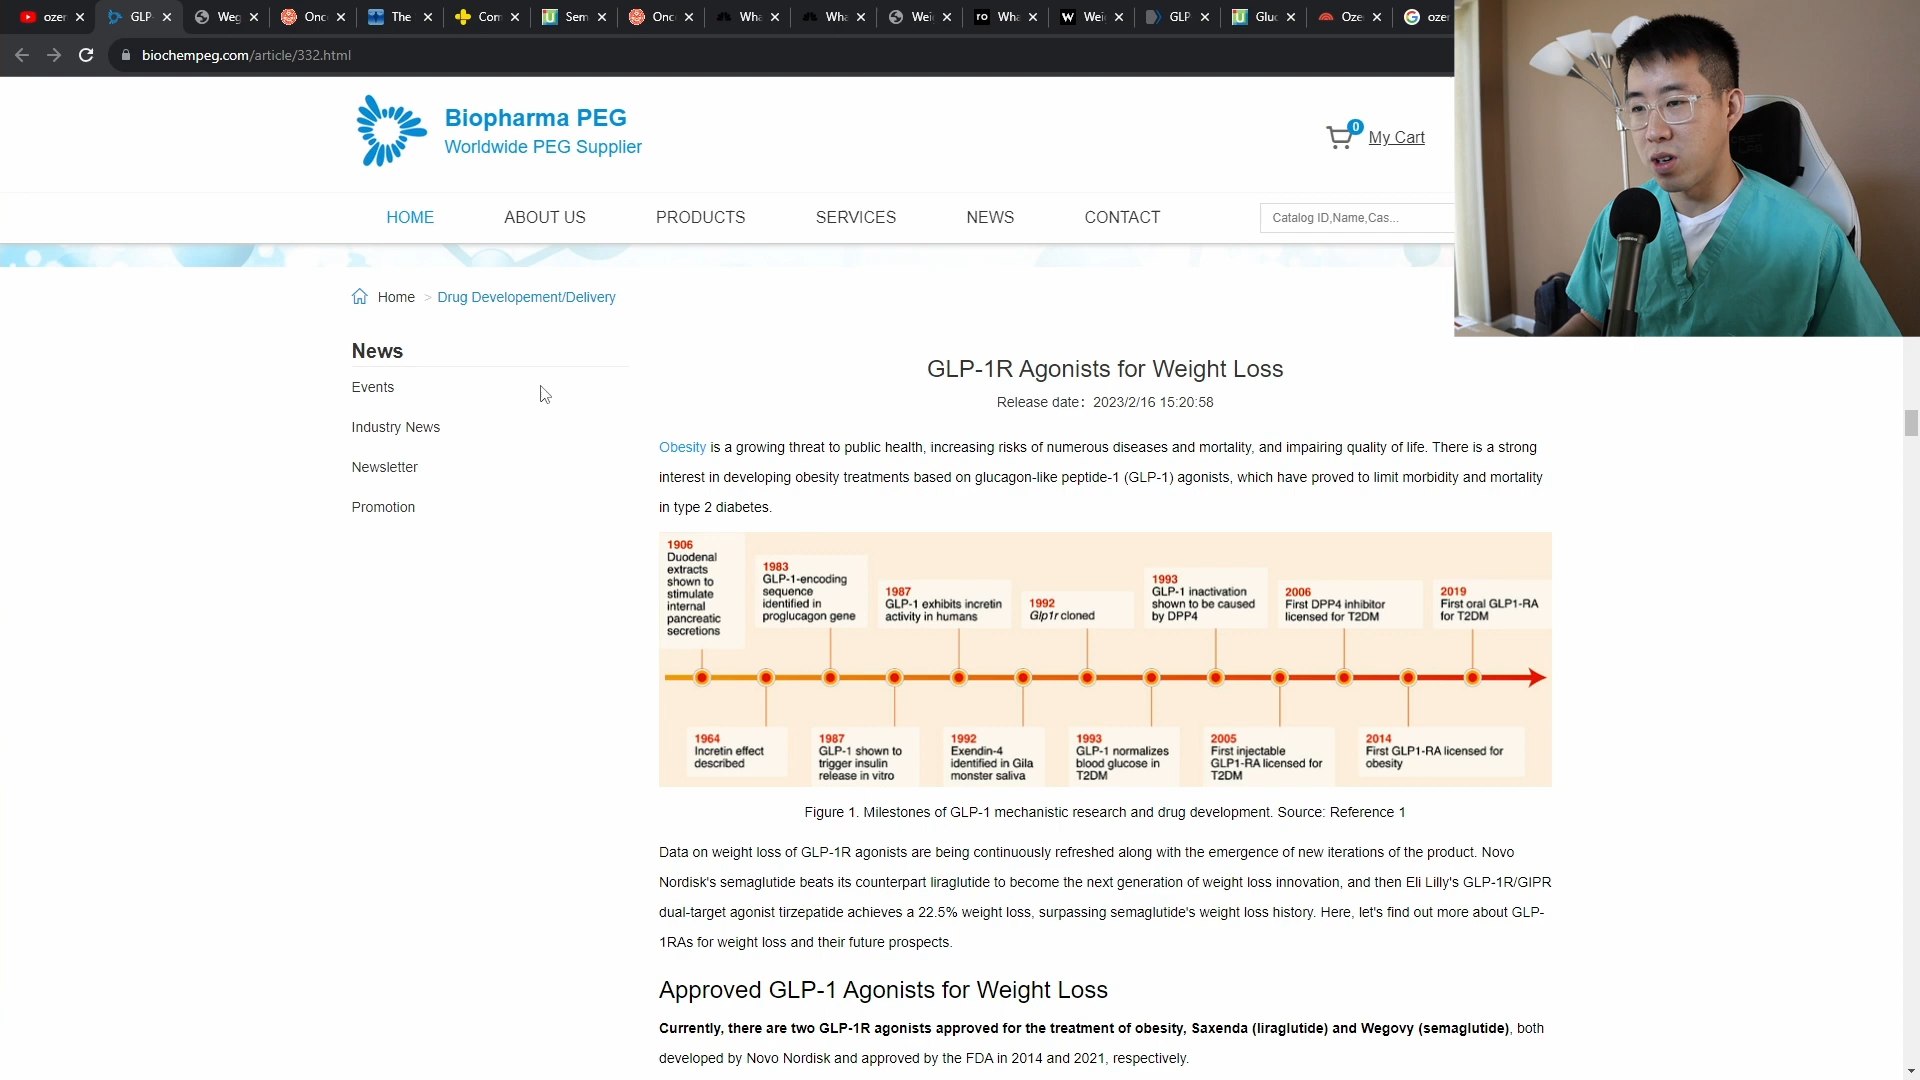 ozer
GLP-
Weg
Onc
The
Com
Sem
Onc
Wha
Wha
Wei
ro
Wha
W
Wei
GLP
Glu
Oze
ozer
biochempeg.com/article/332.html
Biopharma PEG
Worldwide PEG Supplier
0
My Cart
HOME
ABOUT US
PRODUCTS
SERVICES
NEWS
CONTACT
Catalog ID,Name,Cas...
Home > Drug Developement/Delivery
News
Events
Industry News
Newsletter
Promotion
GLP-1R Agonists for Weight Loss
Release date：2023/2/16 15:20:58
Obesity is a growing threat to public health, increasing risks of numerous diseases and mortality, and impairing quality of life. There is a strong
interest in developing obesity treatments based on glucagon-like peptide-1 (GLP-1) agonists, which have proved to limit morbidity and mortality
in type 2 diabetes.
1906
Duodenal
extracts
shown to
stimulate
internal
pancreatic
secretions
1983
GLP-1-encoding
sequence
identified in
proglucagon gene
1987
GLP-1 exhibits incretin
activity in humans
1992
Glp1r cloned
1993
GLP-1 inactivation
shown to be caused
by DPP4
2006
First DPP4 inhibitor
licensed for T2DM
2019
First oral GLP1-RA
for T2DM
1964
Incretin effect
described
1987
GLP-1 shown to
trigger insulin
release in vitro
1992
Exendin-4
identified in Gila
monster saliva
1993
GLP-1 normalizes
blood glucose in
T2DM
2005
First injectable
GLP1-RA licensed for
T2DM
2014
First GLP1-RA licensed for
obesity
Figure 1. Milestones of GLP-1 mechanistic research and drug development. Source: Reference 1
Data on weight loss of GLP-1R agonists are being continuously refreshed along with the emergence of new iterations of the product. Novo
Nordisk's semaglutide beats its counterpart liraglutide to become the next generation of weight loss innovation, and then Eli Lilly's GLP-1R/GIPR
dual-target agonist tirzepatide achieves a 22.5% weight loss, surpassing semaglutide's weight loss history. Here, let's find out more about GLP-
1RAs for weight loss and their future prospects.
Approved GLP-1 Agonists for Weight Loss
Currently, there are two GLP-1R agonists approved for the treatment of obesity, Saxenda (liraglutide) and Wegovy (semaglutide), both
developed by Novo Nordisk and approved by the FDA in 2014 and 2021, respectively.